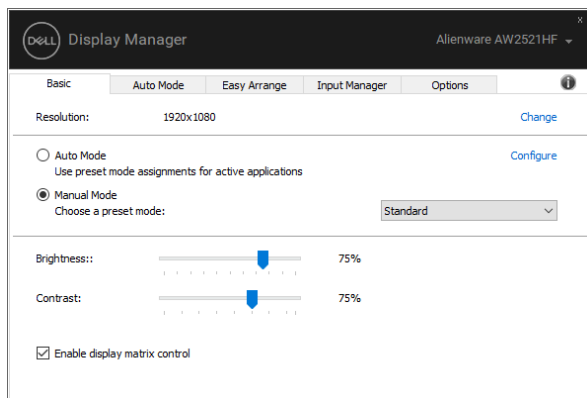 x
DELL Display Manager Alienware AW2521HF
Basic Auto Mode Easy Arrange Input Manager Options i
Resolution: 1920x1080 Change
Auto Mode Configure
Use preset mode assignments for active applications
Manual Mode
Choose a preset mode: Standard
Brightness:: 75%
Contrast: 75%
Enable display matrix control